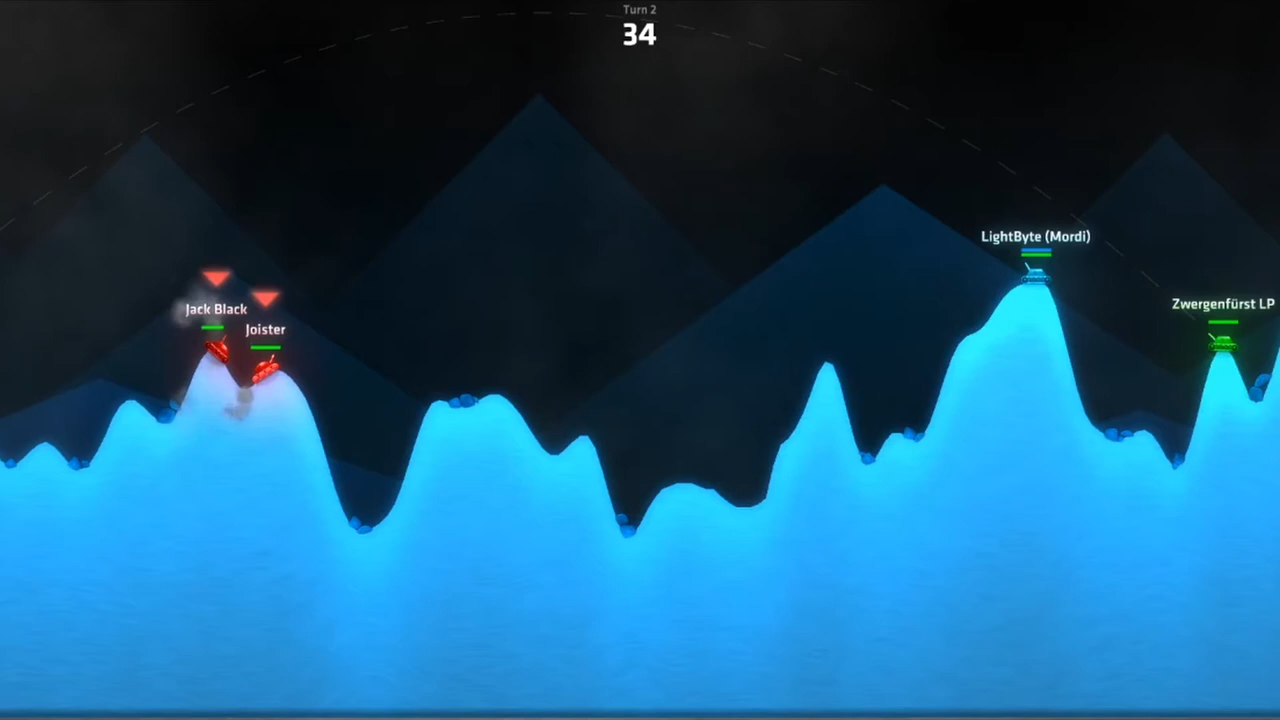 Turn 2
34
LightByte (Mordi)
Zwergenfürst LP
Jack Black
Joister